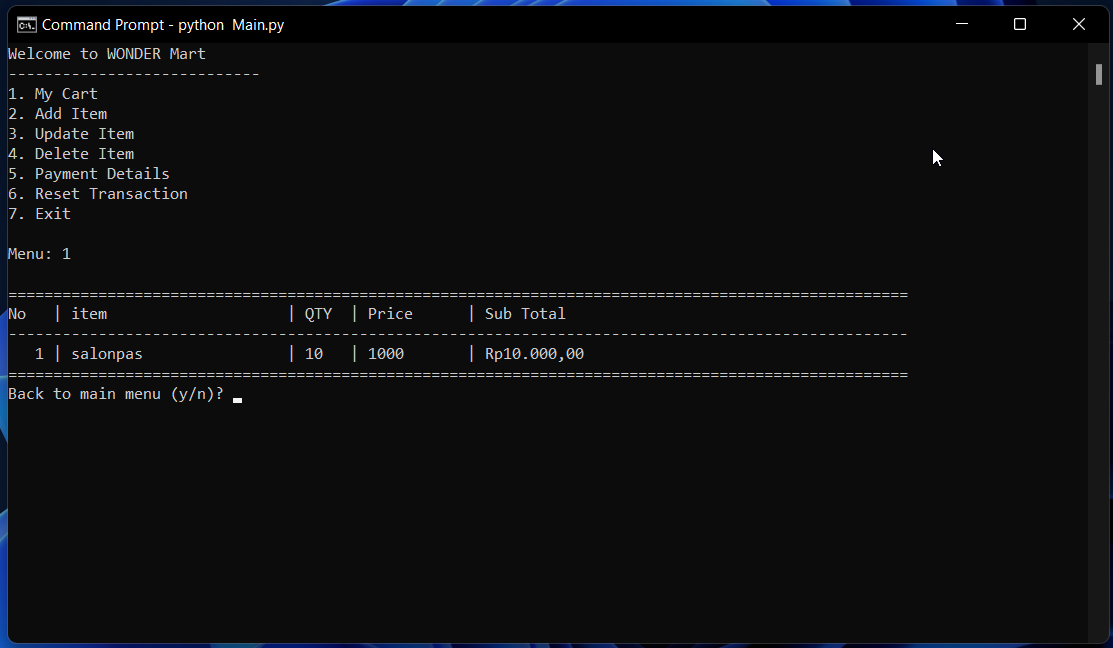 Command Prompt - python  Main.py
Welcome to WONDER Mart
----------------------------
1. My Cart
2. Add Item
3. Update Item
4. Delete Item
5. Payment Details
6. Reset Transaction
7. Exit
Menu: 1
====================================================================================================
No   | item                    | QTY  | Price      | Sub Total
----------------------------------------------------------------------------------------------------
   1 | salonpas                | 10   | 1000       | Rp10.000,00
====================================================================================================
Back to main menu (y/n)?